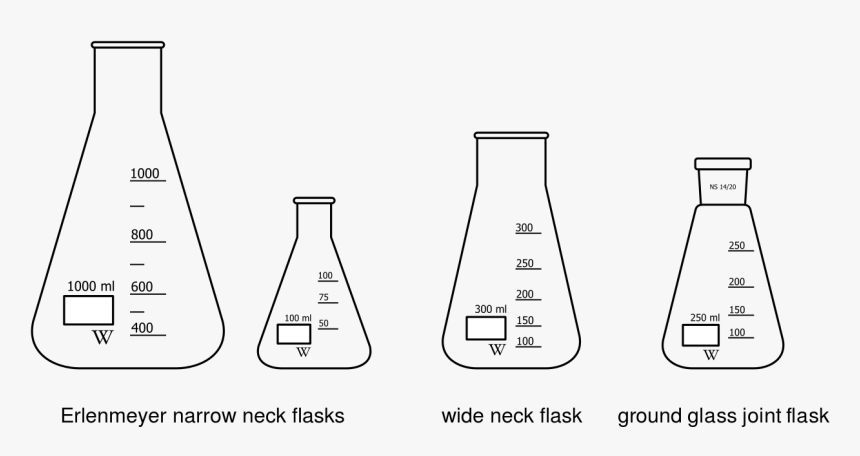 1000
800
600
400
1000 ml
W
100
75
50
100 ml
W
300
250
200
150
100
300 ml
W
NS 14/20
250
200
150
100
250 ml
W
Erlenmeyer narrow neck flasks
wide neck flask
ground glass joint flask